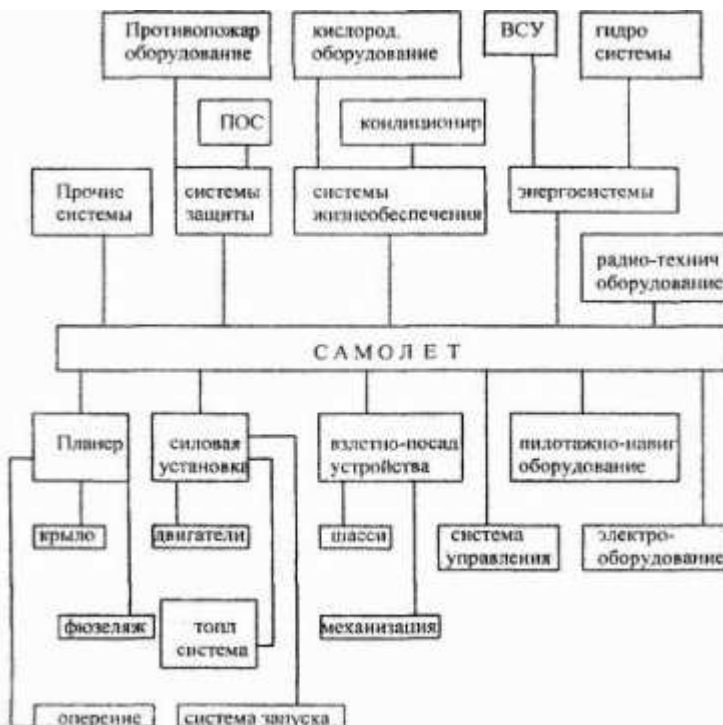 Противопожар
оборудование
кислород.
оборудование
ВСУ
гидро
системы
ПОС
кондиционир
Прочие
системы
системы
защиты
системы
жизнеобеспечения
энергосистемы
радио-технич
оборудование
САМОЛЕТ
Планер
силовая
установка
взлетно-посад
устройства
пилотажно-навиг
оборудование
крыло
двигатели
шасси
система
управления
электро-
оборудование
фюзеляж
топл
система
механизация
оперение
система запуска